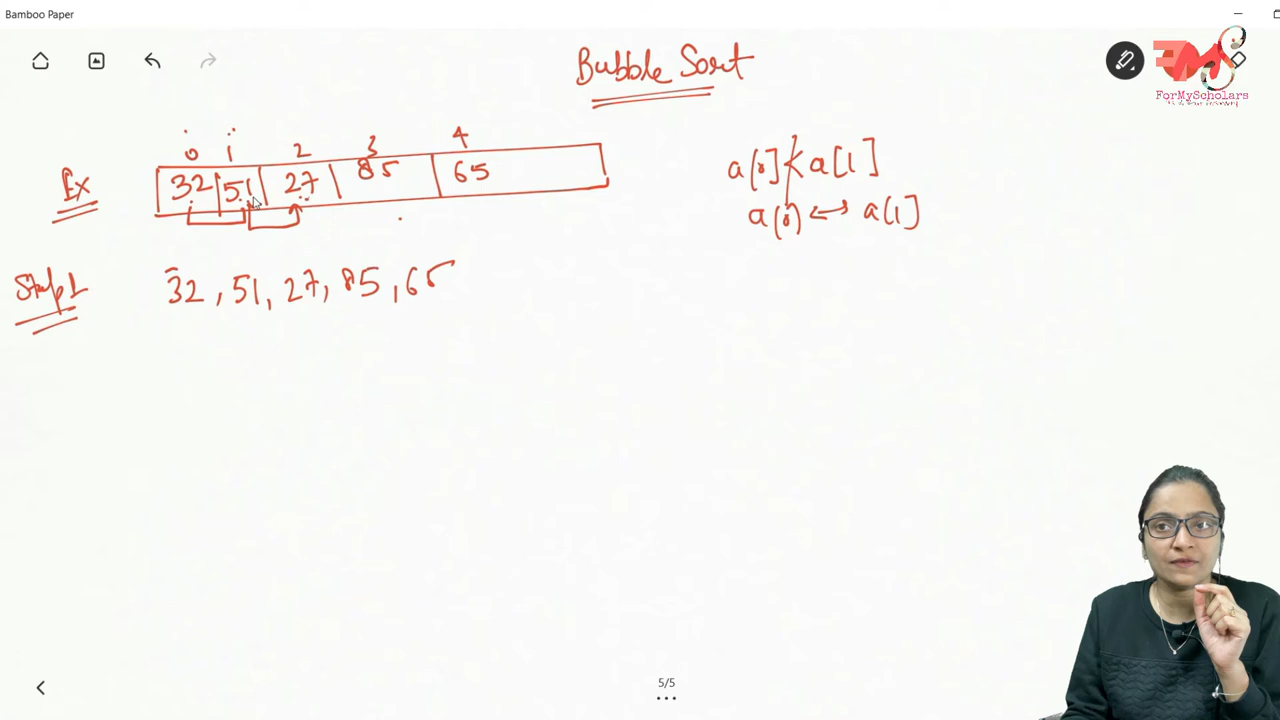 Bamboo Paper
Bubble Sort
FMS
ForMyScholars
0 1 2 3 4
Ex 32 51 27 85 65
a[0] < a[1]
a[0] ↔ a[1]
Step1 32, 51, 27, 85, 65
5/5